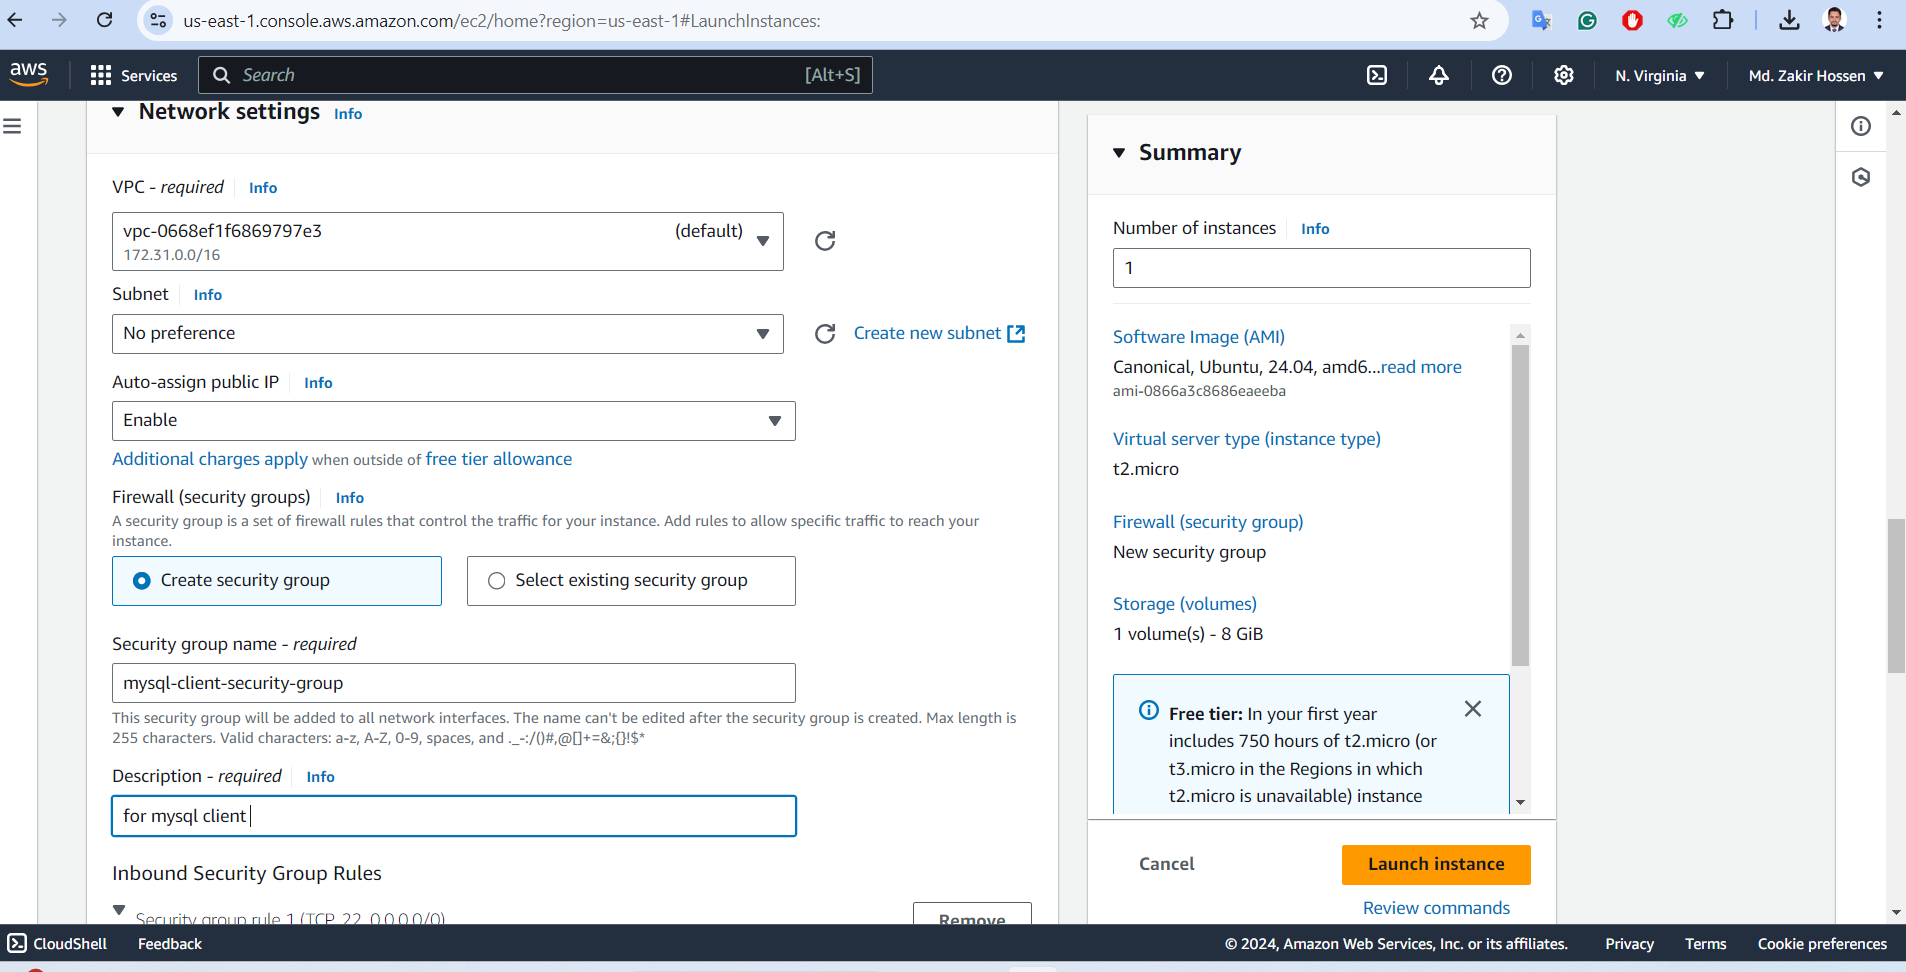 us-east-1.console.aws.amazon.com/ec2/home?region=us-east-1#LaunchInstances:
aws
Services
Search
[Alt+S]
N. Virginia
Md. Zakir Hossen
Network settings Info
VPC - required Info
vpc-0668ef1f6869797e3 (default)
172.31.0.0/16
Subnet Info
No preference
Create new subnet
Auto-assign public IP Info
Enable
Additional charges apply when outside of free tier allowance
Firewall (security groups) Info
A security group is a set of firewall rules that control the traffic for your instance. Add rules to allow specific traffic to reach your
instance.
Create security group
Select existing security group
Security group name - required
mysql-client-security-group
This security group will be added to all network interfaces. The name can't be edited after the security group is created. Max length is
255 characters. Valid characters: a-z, A-Z, 0-9, spaces, and ._-:/()#,@[]+=&;{}!$*
Description - required Info
for mysql client
Inbound Security Group Rules
Security group rule 1 (TCP, 22, 0.0.0.0/0)
Remove
Summary
Number of instances Info
1
Software Image (AMI)
Canonical, Ubuntu, 24.04, amd6...read more
ami-0866a3c8686eaeeba
Virtual server type (instance type)
t2.micro
Firewall (security group)
New security group
Storage (volumes)
1 volume(s) - 8 GiB
Free tier: In your first year
includes 750 hours of t2.micro (or
t3.micro in the Regions in which
t2.micro is unavailable) instance
Cancel
Launch instance
Review commands
CloudShell
Feedback
© 2024, Amazon Web Services, Inc. or its affiliates.
Privacy
Terms
Cookie preferences